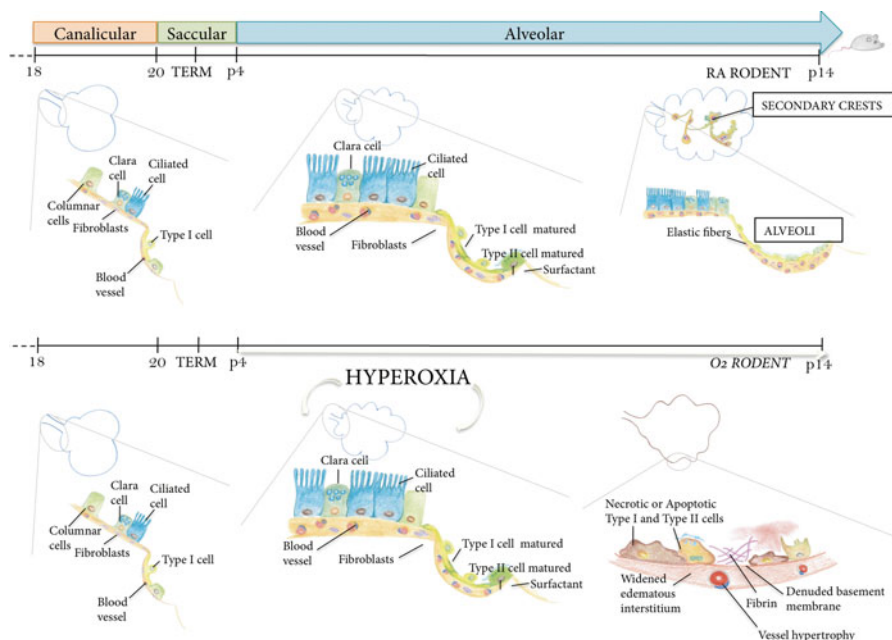 Canalicular
Saccular
Alveolar
18
20
TERM
p4
RA RODENT
p14
Clara
cell
Ciliated
cell
Columnar
cells
Fibroblasts
Type I cell
Blood
vessel
Clara cell
Ciliated
cell
Blood
vessel
Fibroblasts
Type I cell matured
Type II cell matured
Surfactant
SECONDARY CRESTS
Elastic fibers
ALVEOLI
18
20
TERM
p4
O2 RODENT
p14
HYPEROXIA
Clara
cell
Ciliated
cell
Columnar
cells
Fibroblasts
Type I cell
Blood
vessel
Clara cell
Ciliated
cell
Blood
vessel
Fibroblasts
Type I cell matured
Type II cell matured
Surfactant
Necrotic or Apoptotic
Type I and Type II cells
Widened
edematous
interstitium
Fibrin
Denuded basement
membrane
Vessel hypertrophy